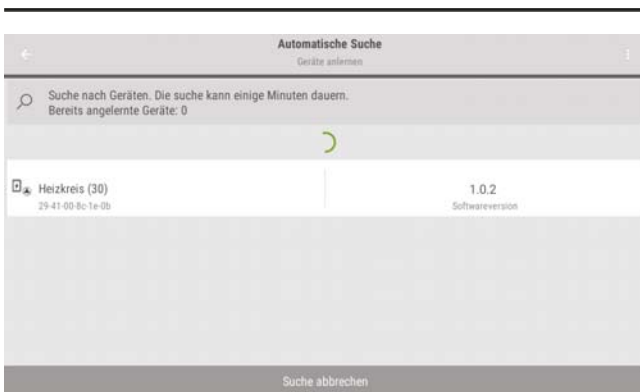 Automatische Suche
Geräte anlernen
Suche nach Geräten. Die suche kann einige Minuten dauern.
Bereits angelernte Geräte: 0
Heizkreis (30)
1.0.2
29-41-00-8c-1e-0b
Softwareversion
Suche abbrechen